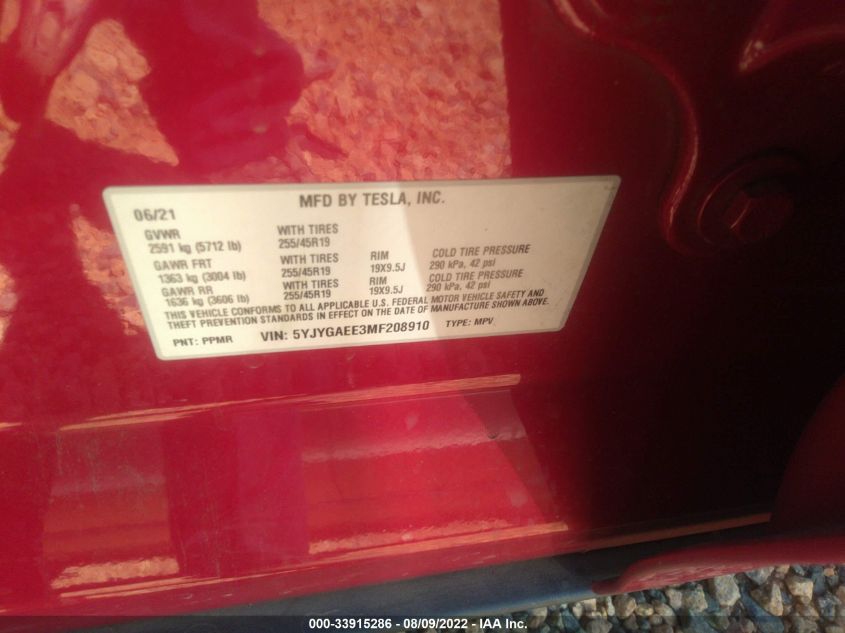 MFD BY TESLA, INC.
06/21
GVWR WITH TIRES
2591 kg (5712 lb) 255/45R19
GAWR FRT WITH TIRES RIM COLD TIRE PRESSURE
1363 kg (3004 lb) 255/45R19 19X9.5J 290 kPa, 42 psi
GAWR RR WITH TIRES RIM COLD TIRE PRESSURE
1636 kg (3606 lb) 255/45R19 19X9.5J 290 kPa, 42 psi
THIS VEHICLE CONFORMS TO ALL APPLICABLE U.S. FEDERAL MOTOR VEHICLE SAFETY AND
THEFT PREVENTION STANDARDS IN EFFECT ON THE DATE OF MANUFACTURE SHOWN ABOVE.
PNT: PPMR VIN: 5YJYGAEE3MF208910 TYPE: MPV
000-33915286 - 08/09/2022 - IAA Inc.